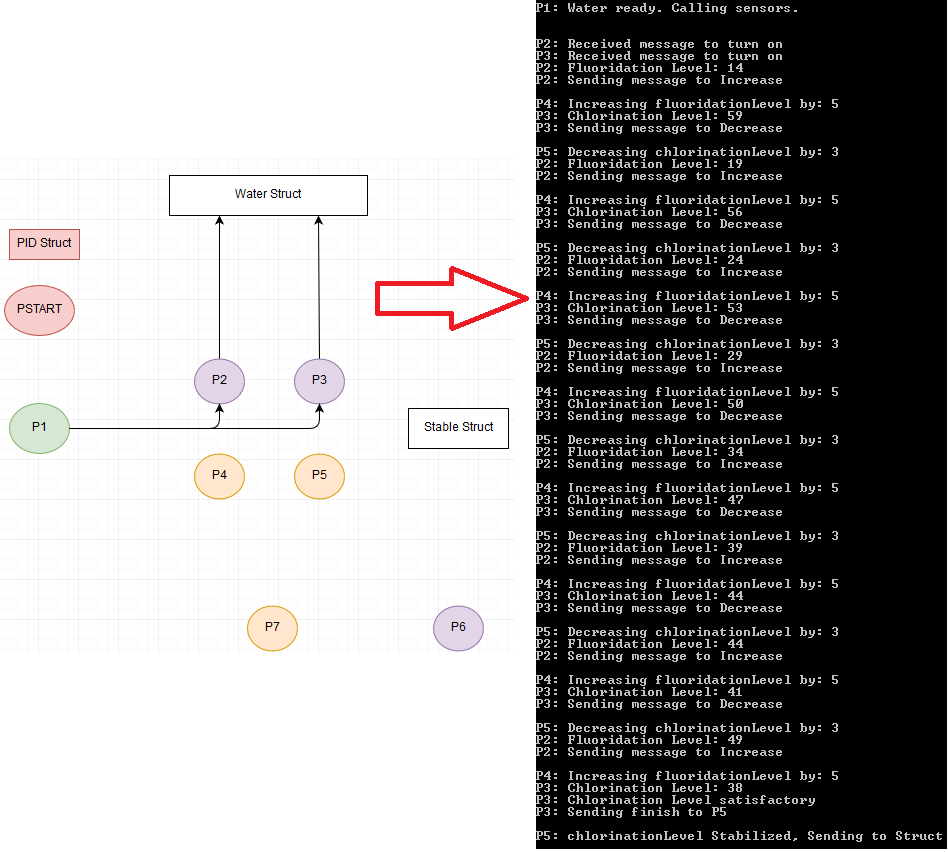 Water Struct
PID Struct
PSTART
P2
P3
P1
Stable Struct
P4
P5
P7
P6
P1: Water ready. Calling sensors.
P2: Received message to turn on
P3: Received message to turn on
P2: Fluoridation Level: 14
P2: Sending message to Increase
P4: Increasing fluoridationLevel by: 5
P3: Chlorination Level: 59
P3: Sending message to Decrease
P5: Decreasing chlorinationLevel by: 3
P2: Fluoridation Level: 19
P2: Sending message to Increase
P4: Increasing fluoridationLevel by: 5
P3: Chlorination Level: 56
P3: Sending message to Decrease
P5: Decreasing chlorinationLevel by: 3
P2: Fluoridation Level: 24
P2: Sending message to Increase
P4: Increasing fluoridationLevel by: 5
P3: Chlorination Level: 53
P3: Sending message to Decrease
P5: Decreasing chlorinationLevel by: 3
P2: Fluoridation Level: 29
P2: Sending message to Increase
P4: Increasing fluoridationLevel by: 5
P3: Chlorination Level: 50
P3: Sending message to Decrease
P5: Decreasing chlorinationLevel by: 3
P2: Fluoridation Level: 34
P2: Sending message to Increase
P4: Increasing fluoridationLevel by: 5
P3: Chlorination Level: 47
P3: Sending message to Decrease
P5: Decreasing chlorinationLevel by: 3
P2: Fluoridation Level: 39
P2: Sending message to Increase
P4: Increasing fluoridationLevel by: 5
P3: Chlorination Level: 44
P3: Sending message to Decrease
P5: Decreasing chlorinationLevel by: 3
P2: Fluoridation Level: 44
P2: Sending message to Increase
P4: Increasing fluoridationLevel by: 5
P3: Chlorination Level: 41
P3: Sending message to Decrease
P5: Decreasing chlorinationLevel by: 3
P2: Fluoridation Level: 49
P2: Sending message to Increase
P4: Increasing fluoridationLevel by: 5
P3: Chlorination Level: 38
P3: Chlorination Level satisfactory
P3: Sending finish to P5
P5: chlorinationLevel Stabilized, Sending to Struct